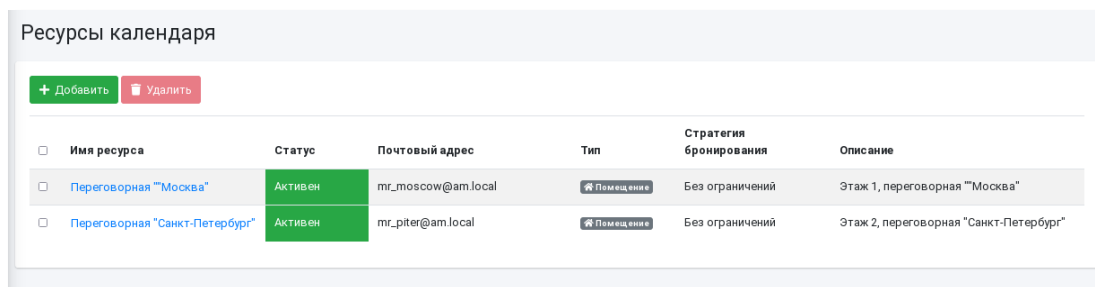 Ресурсы календаря
Добавить Удалить
Имя ресурса Статус Почтовый адрес Тип Стратегия бронирования Описание
Переговорная ""Москва" Активен mr_moscow@am.local Помещение Без ограничений Этаж 1, переговорная ""Москва"
Переговорная "Санкт-Петербург" Активен mr_piter@am.local Помещение Без ограничений Этаж 2, переговорная "Санкт-Петербург"